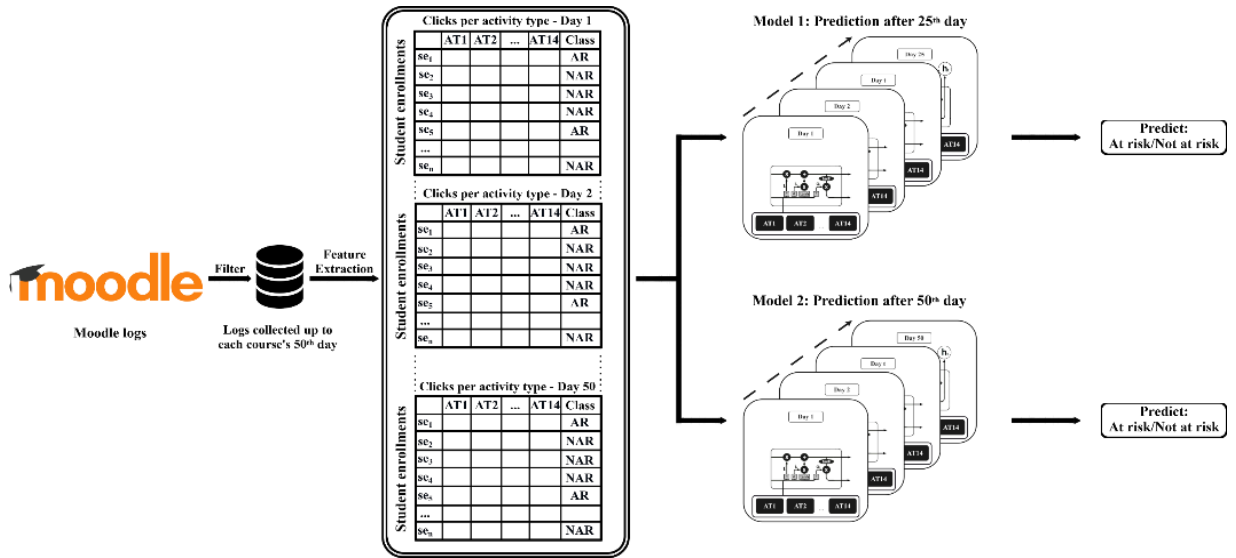 moodle
Moodle logs
Filter
Logs collected up to
each course's 50th day
Feature
Extraction
Clicks per activity type - Day 1
Student enrollments
AT1 AT2 ... AT14 Class
se1 AR
se2 NAR
se3 NAR
se4 NAR
se5 AR
...
sen NAR
Clicks per activity type - Day 2
Student enrollments
AT1 AT2 ... AT14 Class
se1 AR
se2 NAR
se3 NAR
se4 NAR
se5 AR
...
sen NAR
Clicks per activity type - Day 50
Student enrollments
AT1 AT2 ... AT14 Class
se1 AR
se2 NAR
se3 NAR
se4 NAR
se5 AR
...
sen NAR
Model 1: Prediction after 25th day
Day 25
Day t
Day 2
Day 1
AT14
AT14
AT14
AT1 AT2 ... AT14
Predict:
At risk/Not at risk
Model 2: Prediction after 50th day
Day 50
Day t
Day 2
Day 1
AT14
AT14
AT14
AT1 AT2 ... AT14
Predict:
At risk/Not at risk